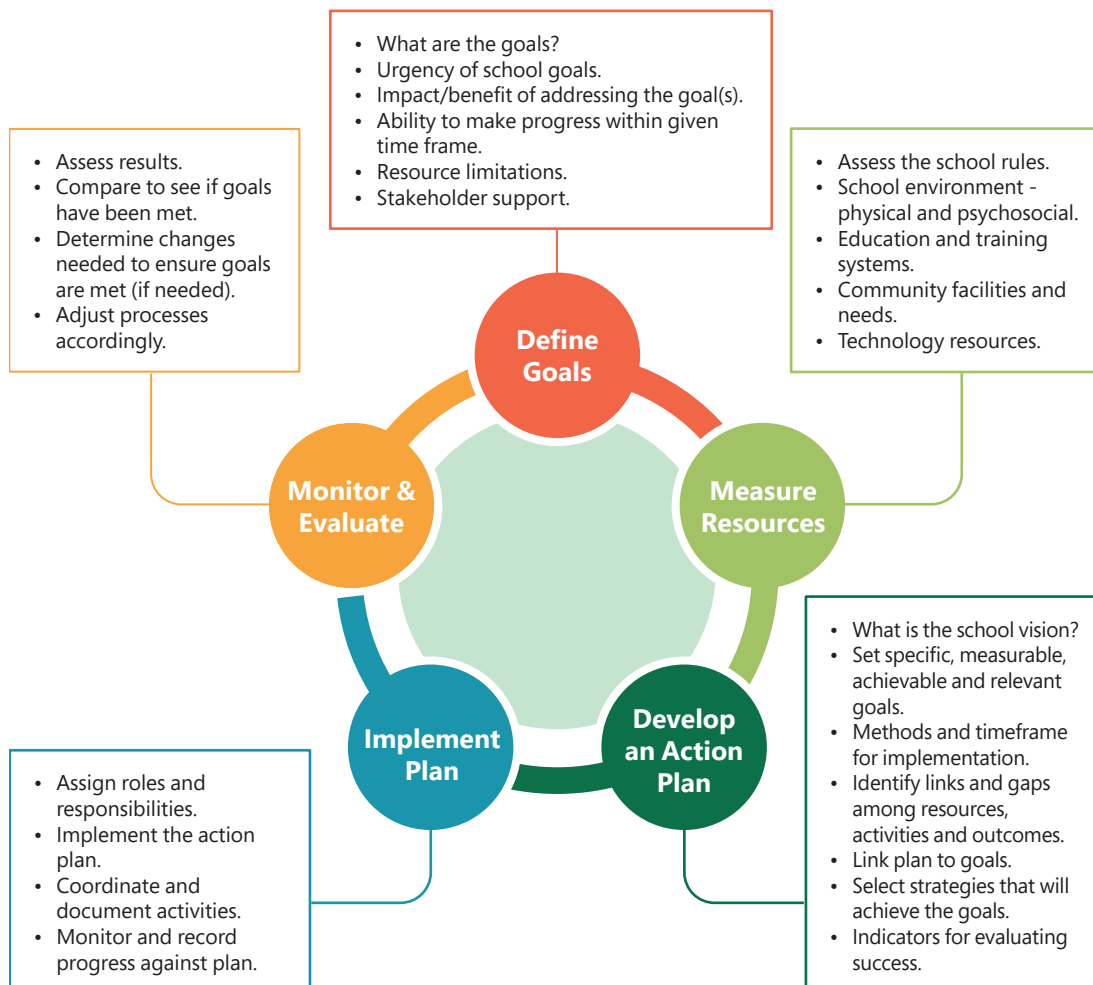 • What are the goals?
• Urgency of school goals.
• Impact/benefit of addressing the goal(s).
• Ability to make progress within given
time frame.
• Resource limitations.
• Stakeholder support.
• Assess results.
• Compare to see if goals
have been met.
• Determine changes
needed to ensure goals
are met (if needed).
• Adjust processes
accordingly.
• Assess the school rules.
• School environment -
physical and psychosocial.
• Education and training
systems.
• Community facilities and
needs.
• Technology resources.
Define
Goals
Monitor &
Evaluate
Measure
Resources
Implement
Plan
Develop
an Action
Plan
• What is the school vision?
• Set specific, measurable,
achievable and relevant
goals.
• Methods and timeframe
for implementation.
• Identify links and gaps
among resources,
activities and outcomes.
• Link plan to goals.
• Select strategies that will
achieve the goals.
• Indicators for evaluating
success.
• Assign roles and
responsibilities.
• Implement the action
plan.
• Coordinate and
document activities.
• Monitor and record
progress against plan.